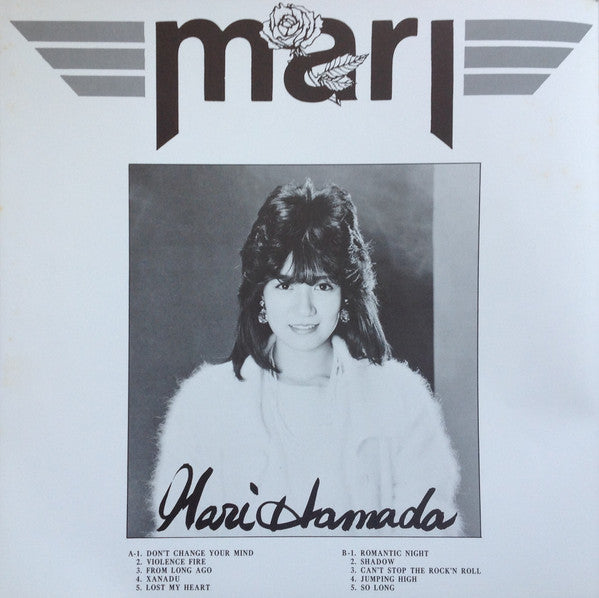 mari
Mari Hamada
A-1. DON'T CHANGE YOUR MIND
2. VIOLENCE FIRE
3. FROM LONG AGO
4. XANADU
5. LOST MY HEART
B-1. ROMANTIC NIGHT
2. SHADOW
3. CAN'T STOP THE ROCK'N ROLL
4. JUMPING HIGH
5. SO LONG